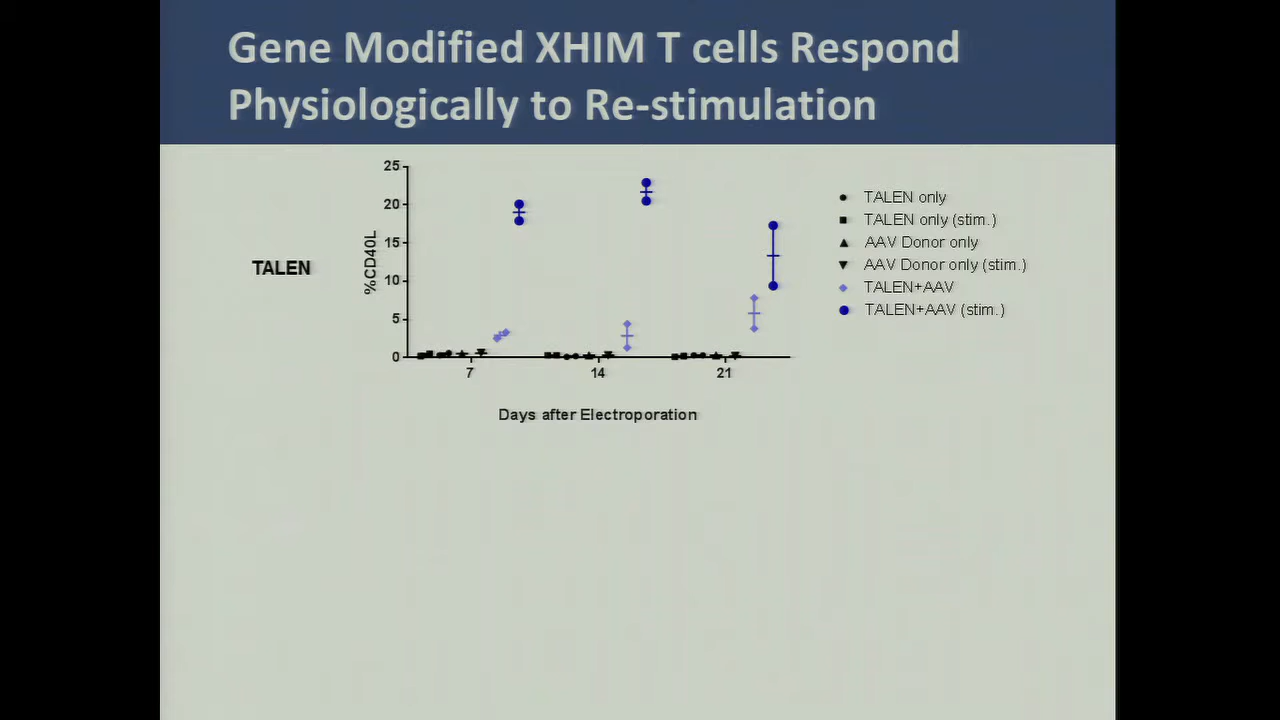 Gene Modified XHIM T cells Respond
Physiologically to Re-stimulation
TALEN
%CD40L
25
20
15
10
5
0
7
14
21
Days after Electroporation
TALEN only
TALEN only (stim.)
AAV Donor only
AAV Donor only (stim.)
TALEN+AAV
TALEN+AAV (stim.)